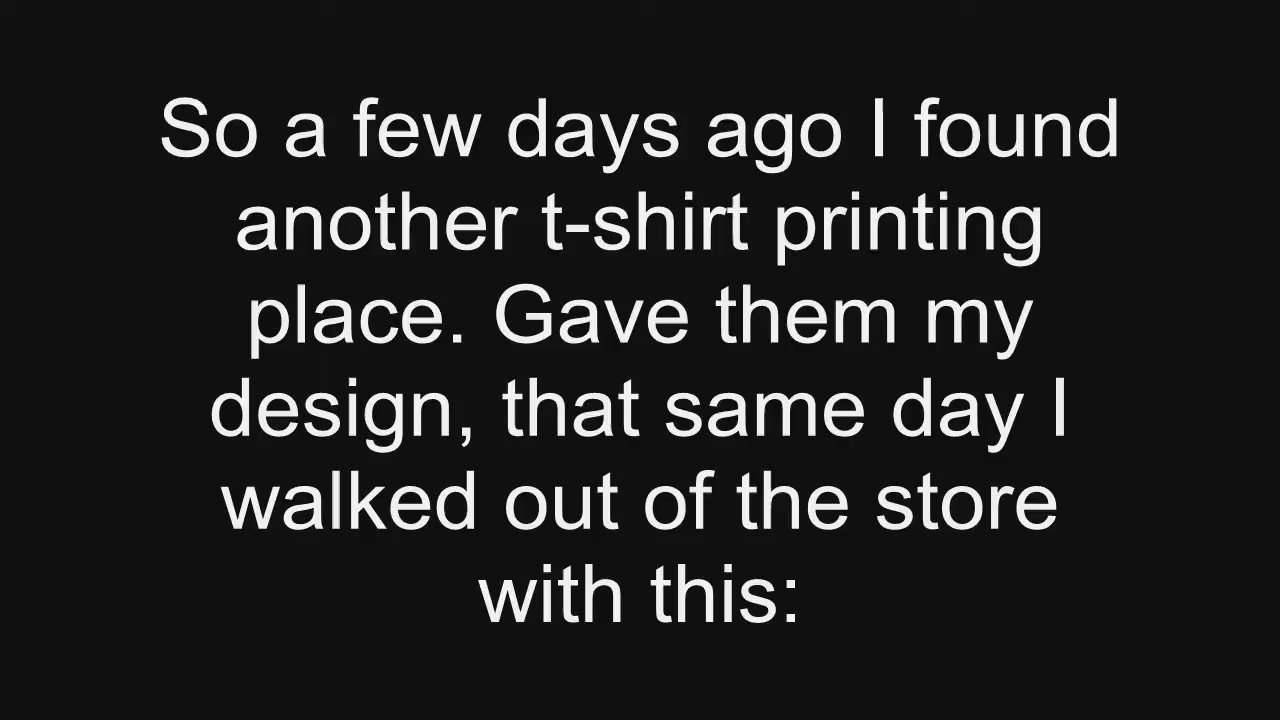 So a few days ago I found
another t-shirt printing
place. Gave them my
design, that same day I
walked out of the store
with this: